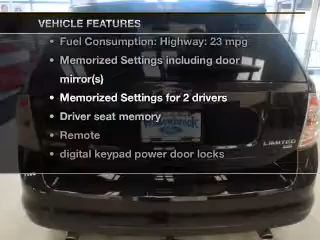 VEHICLE FEATURES
• Fuel Consumption: Highway: 23 mpg
• Memorized Settings including door
mirror(s)
• Memorized Settings for 2 drivers
• Driver seat memory
• Remote
• digital keypad power door locks
LIMITED